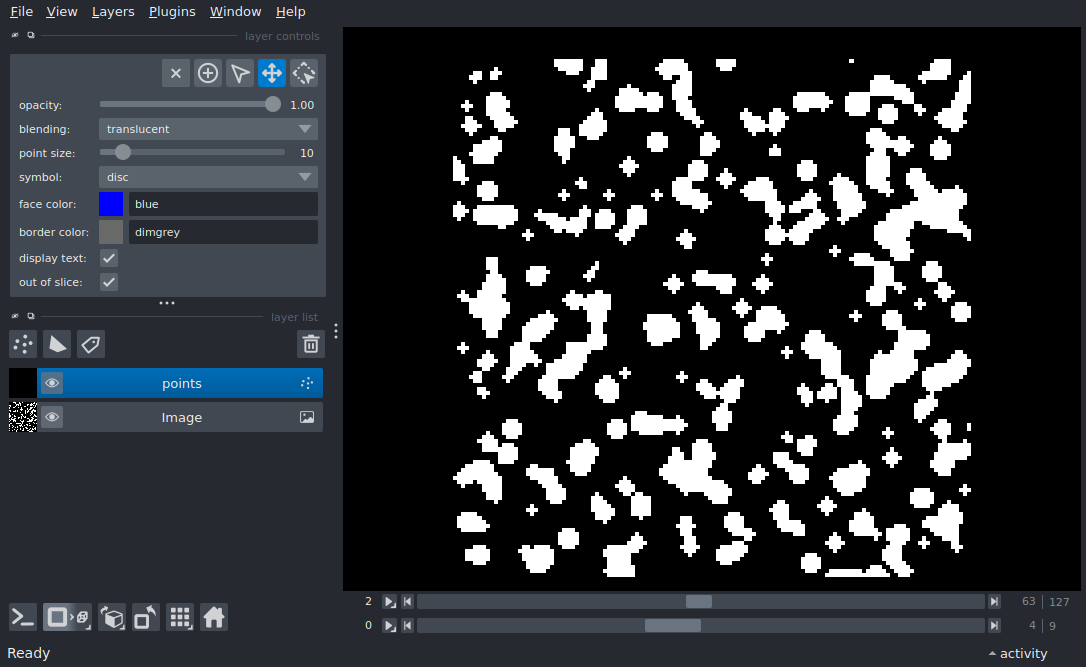 File View Layers Plugins Window Help
layer controls
opacity: 1.00
blending: translucent
point size: 10
symbol: disc
face color: blue
border color: dimgrey
display text:
out of slice:
layer list
points
Image
2 63 127
0 4 9
Ready activity